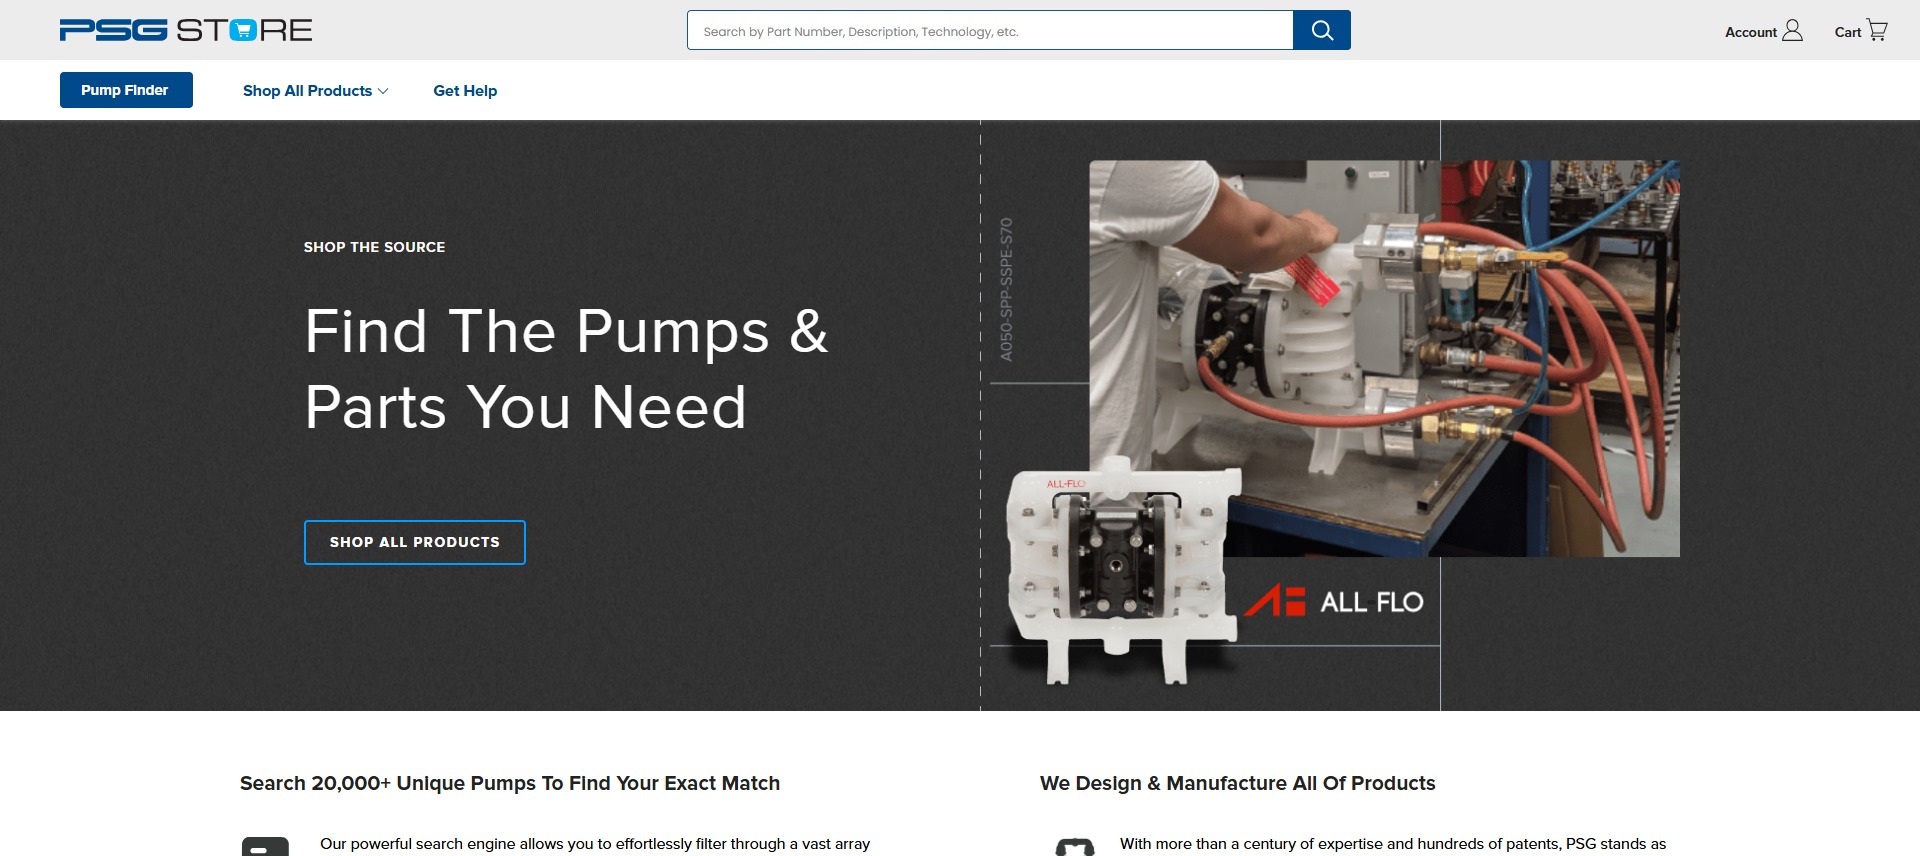 PSG STORE
Search by Part Number, Description, Technology, etc.
Account
Cart
Pump Finder
Shop All Products
Get Help
SHOP THE SOURCE
Find The Pumps &
Parts You Need
SHOP ALL PRODUCTS
A050-SPP-SSPE-S70
ALL-FLO
ALL FLO
Search 20,000+ Unique Pumps To Find Your Exact Match
Our powerful search engine allows you to effortlessly filter through a vast array
We Design & Manufacture All Of Products
With more than a century of expertise and hundreds of patents, PSG stands as